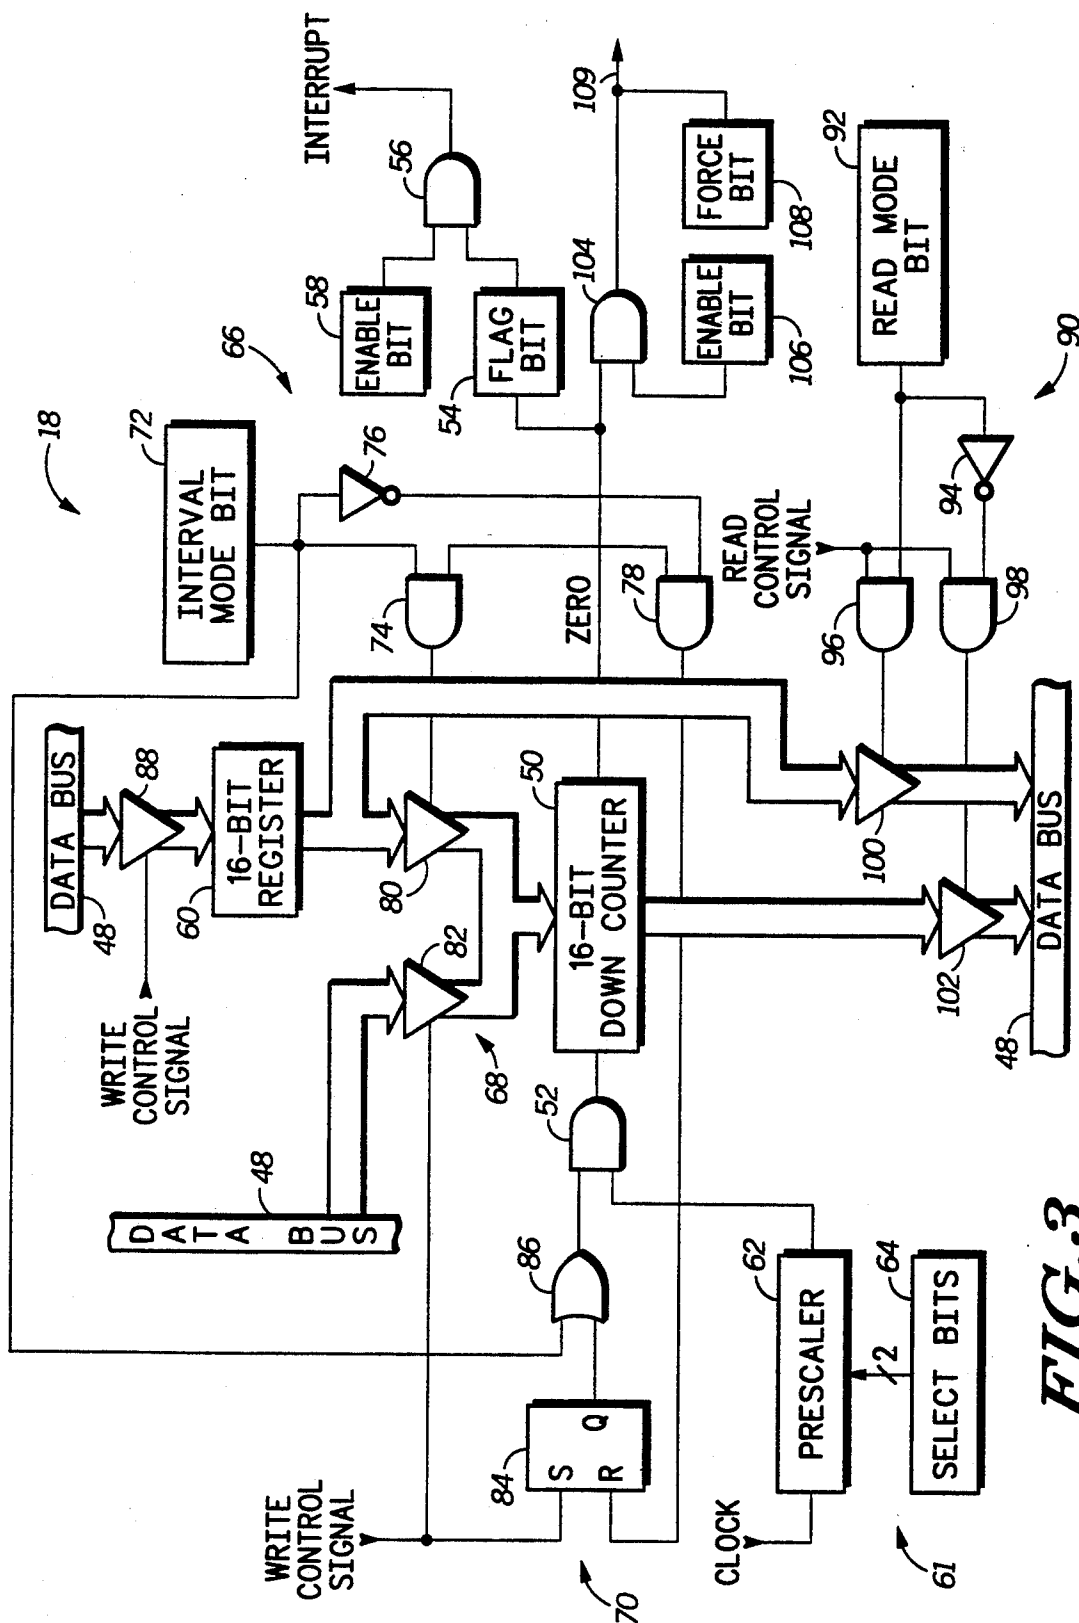 18
66
INTERRUPT
DATA BUS
48
88
WRITE
CONTROL
SIGNAL
60
16-BIT
REGISTER
72
INTERVAL
MODE BIT
76
74
58
ENABLE
BIT
56
54
FLAG
BIT
48
DATA BUS
82
80
68
ZERO
78
104
109
ENABLE
BIT
106
FORCE
BIT
108
WRITE
CONTROL
SIGNAL
84
S
R
Q
70
86
52
50
16-BIT
DOWN COUNTER
READ
CONTROL
SIGNAL
92
READ MODE
BIT
94
90
96
98
CLOCK
62
PRESCALER
2
64
SELECT BITS
61
100
102
48
DATA BUS
FIG.3